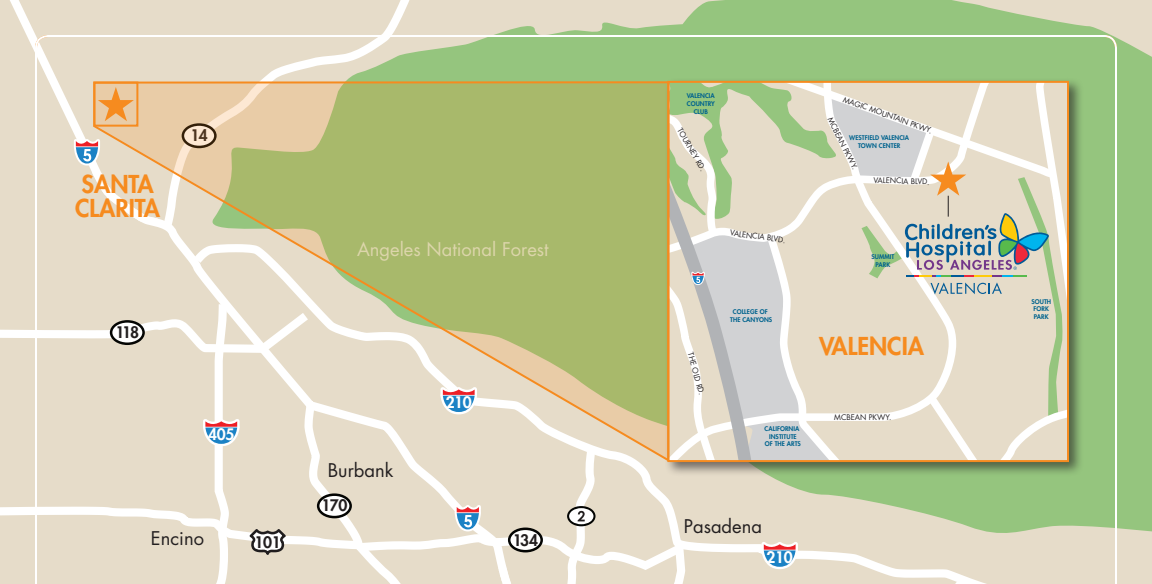 14
5
SANTA
CLARITA
Angeles National Forest
118
210
405
Burbank
170
5
2
Encino
101
134
Pasadena
210
VALENCIA
COUNTRY
CLUB
TOURNEY RD.
MAGIC MOUNTAIN PKWY.
MCBEAN PKWY.
WESTFIELD VALENCIA
TOWN CENTER
VALENCIA BLVD.
VALENCIA BLVD.
Children's
Hospital
LOS ANGELES®
VALENCIA
SUMMIT
PARK
5
SOUTH
FORK
PARK
COLLEGE OF
THE CANYONS
VALENCIA
THE OLD RD.
MCBEAN PKWY.
CALIFORNIA
INSTITUTE
OF THE ARTS